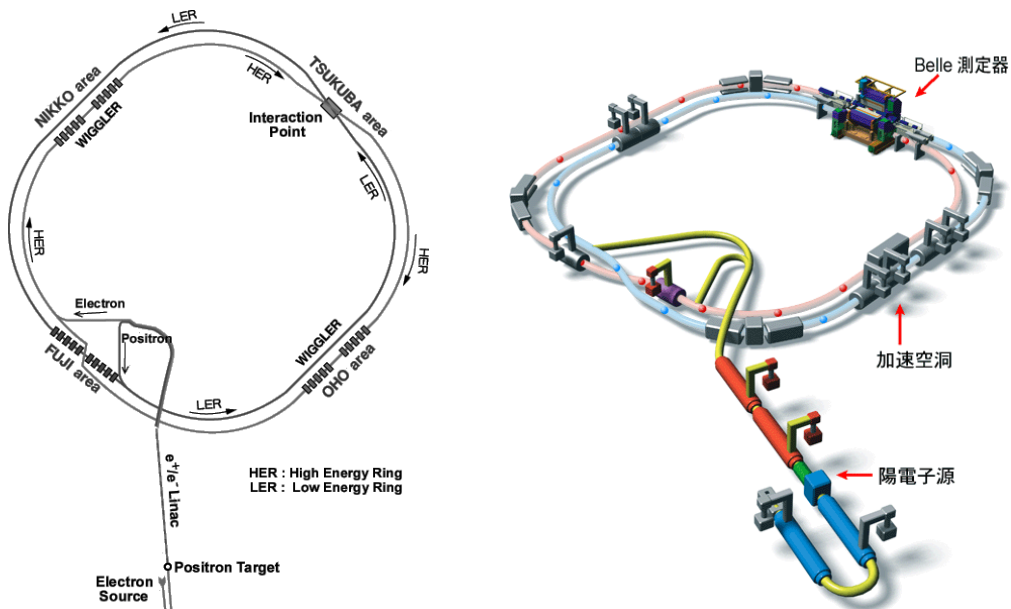 LER
HER
NIKKO area
WIGGLER
TSUKUBA area
Interaction
Point
LER
HER
HER
Electron
Positron
FUJI area
WIGGLER
OHO area
LER
e+/e- Linac
HER : High Energy Ring
LER : Low Energy Ring
Positron Target
Electron
Source
Belle 測定器
加速空洞
陽電子源